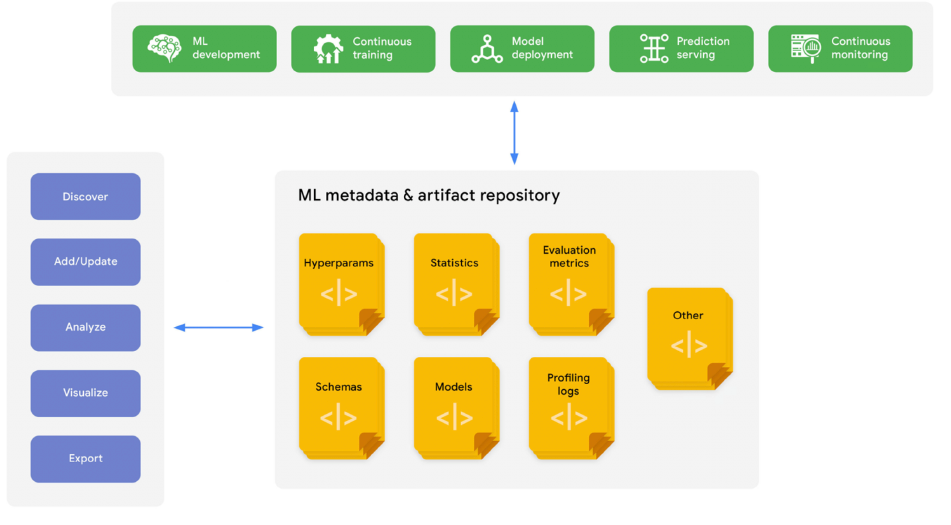 ML
development
Continuous
training
Model
deployment
Prediction
serving
Continuous
monitoring
Discover
Add/Update
Analyze
Visualize
Export
ML metadata & artifact repository
Hyperparams
</>
Statistics
</>
Evaluation
metrics
</>
Other
</>
Schemas
</>
Models
</>
Profiling
logs
</>